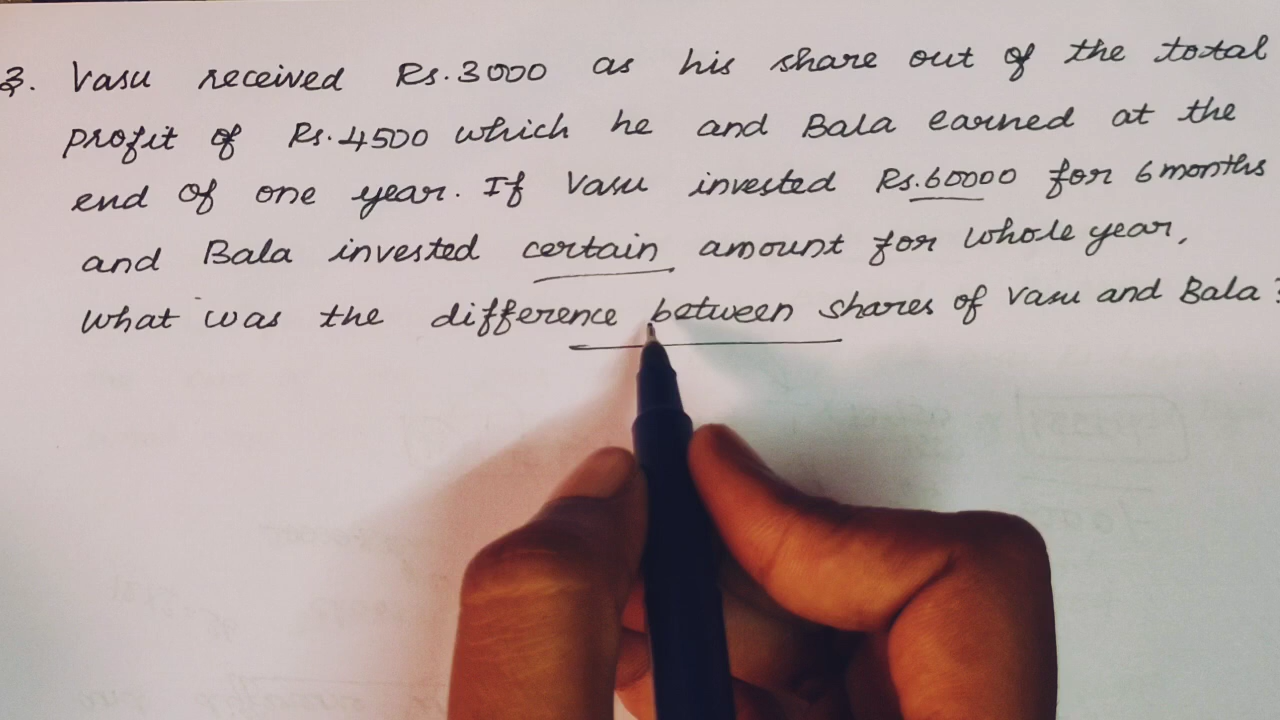 3. Vasu received Rs.3000 as his share out of the total
profit of Rs.4500 which he and Bala earned at the
end of one year. If Vasu invested Rs.60000 for 6 months
and Bala invested certain amount for whole year,
what was the difference between shares of Vasu and Bala?